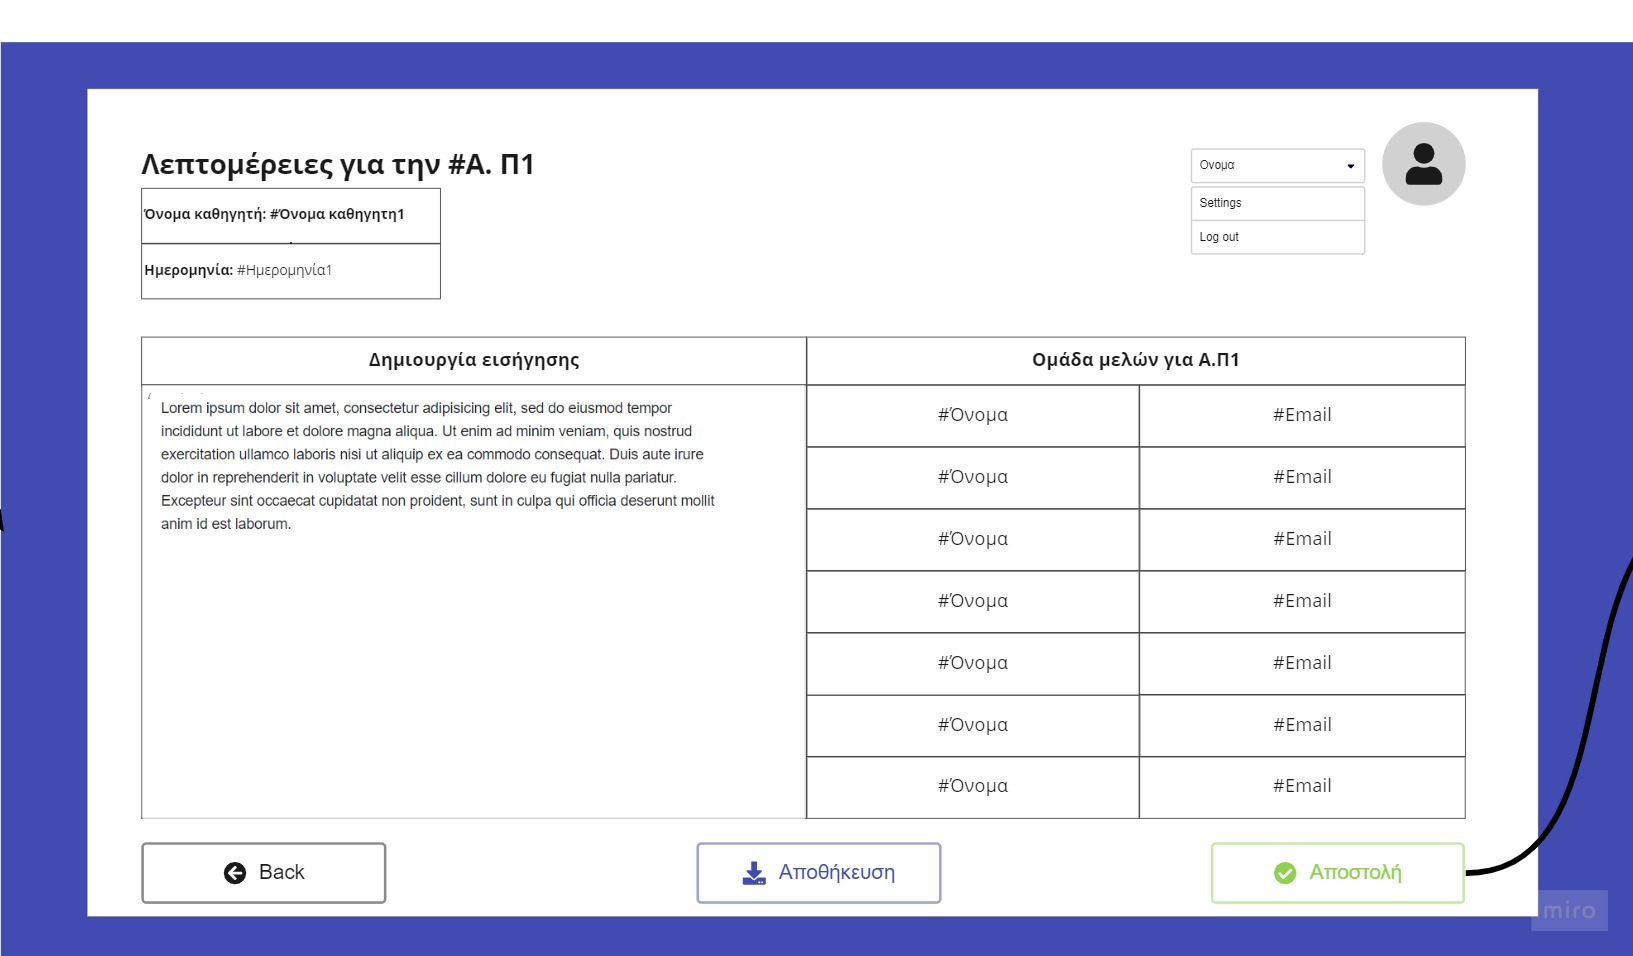 Λεπτομέρειες για την #Α. Π1
Όνομα καθηγητή: #Όνομα καθηγητη1
Ημερομηνία: #Ημερομηνία1
Ονομα
Settings
Log out
Δημιουργία εισήγησης
Lorem ipsum dolor sit amet, consectetur adipisicing elit, sed do eiusmod tempor
incididunt ut labore et dolore magna aliqua. Ut enim ad minim veniam, quis nostrud
exercitation ullamco laboris nisi ut aliquip ex ea commodo consequat. Duis aute irure
dolor in reprehenderit in voluptate velit esse cillum dolore eu fugiat nulla pariatur.
Excepteur sint occaecat cupidatat non proident, sunt in culpa qui officia deserunt mollit
anim id est laborum.
Ομάδα μελών για Α.Π1
#Όνομα #Email
#Όνομα #Email
#Όνομα #Email
#Όνομα #Email
#Όνομα #Email
#Όνομα #Email
#Όνομα #Email
Back
Αποθήκευση
Αποστολή
miro